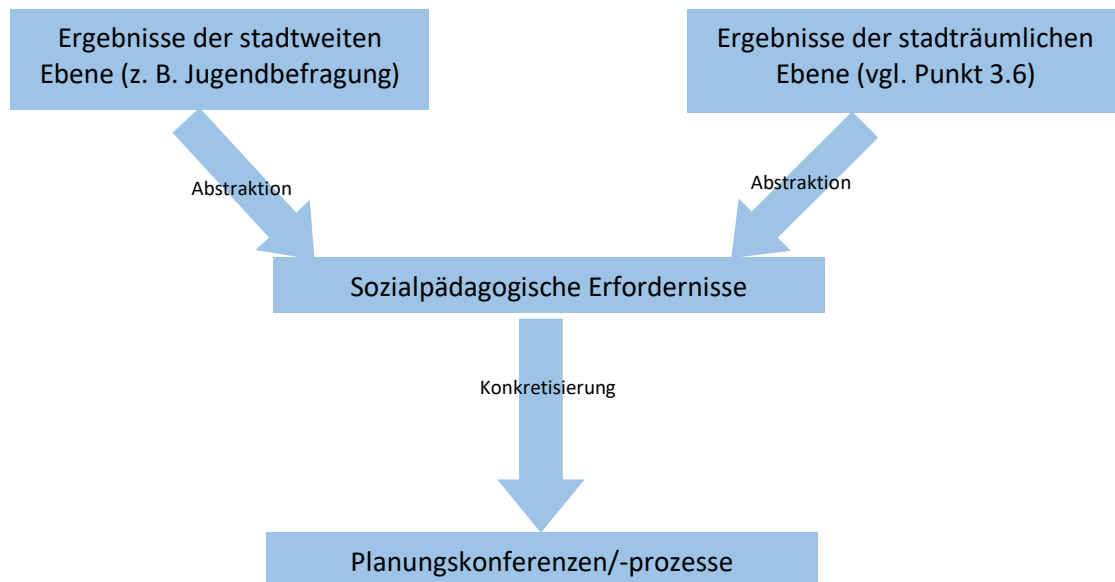 Ergebnisse der stadtweiten
Ebene (z. B. Jugendbefragung)
Ergebnisse der stadträumlichen
Ebene (vgl. Punkt 3.6)
Abstraktion
Abstraktion
Sozialpädagogische Erfordernisse
Konkretisierung
Planungskonferenzen/-prozesse